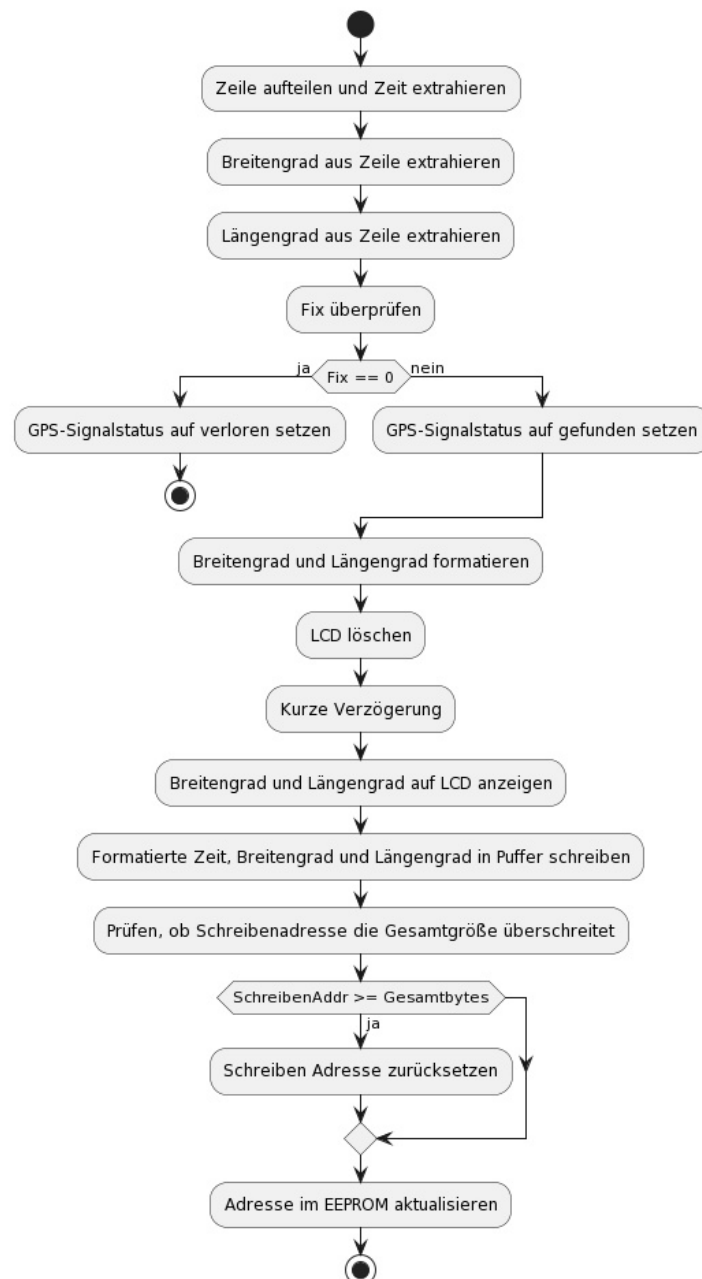 Zeile aufteilen und Zeit extrahieren
Breitengrad aus Zeile extrahieren
Längengrad aus Zeile extrahieren
Fix überprüfen
ja
Fix == 0
nein
GPS-Signalstatus auf verloren setzen
GPS-Signalstatus auf gefunden setzen
Breitengrad und Längengrad formatieren
LCD löschen
Kurze Verzögerung
Breitengrad und Längengrad auf LCD anzeigen
Formatierte Zeit, Breitengrad und Längengrad in Puffer schreiben
Prüfen, ob Schreibenadresse die Gesamtgröße überschreitet
SchreibenAddr >= Gesamtbytes
ja
Schreiben Adresse zurücksetzen
Adresse im EEPROM aktualisieren